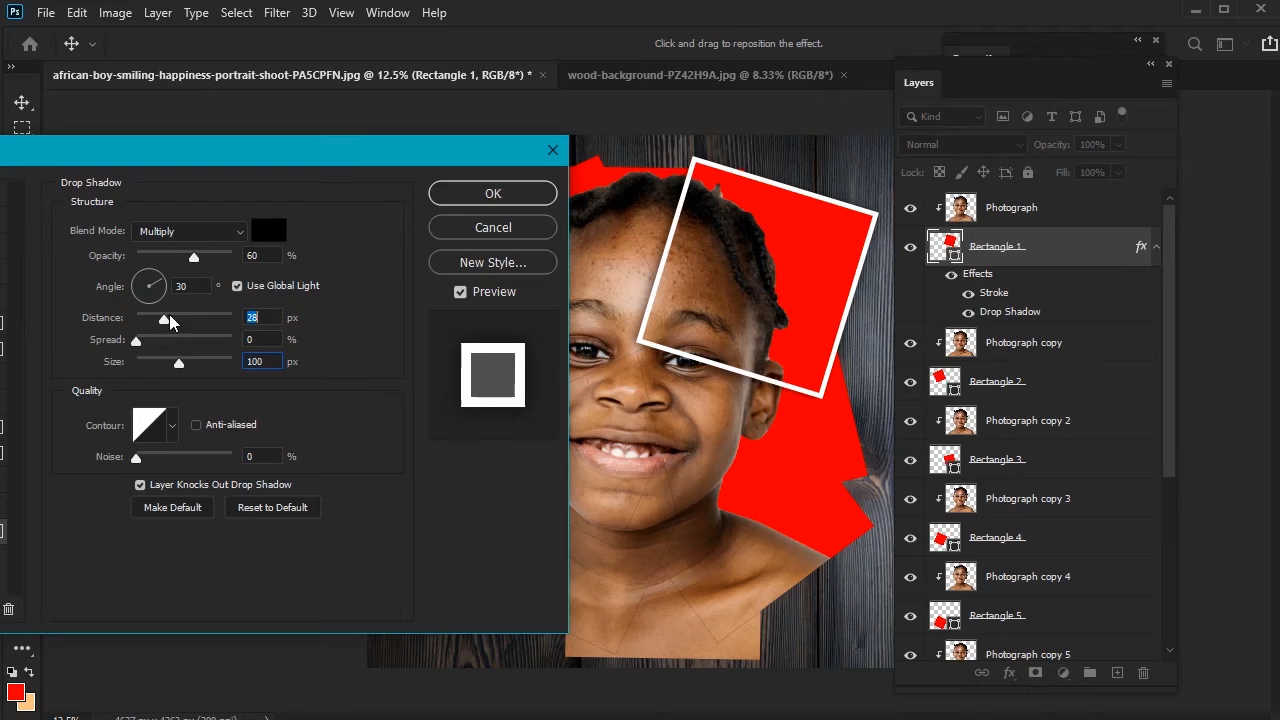 Ps File Edit Image Layer Type Select Filter 3D View Window Help
Click and drag to reposition the effect.
african-boy-smiling-happiness-portrait-shoot-PA5CPFN.jpg @ 12.5% (Rectangle 1, RGB/8*) *
wood-background-PZ42H9A.jpg @ 8.33% (RGB/8*)
Drop Shadow
Structure
Blend Mode: Multiply
Opacity: 60 %
Angle: 30 ° Use Global Light
Distance: 28 px
Spread: 0 %
Size: 100 px
Quality
Contour: Anti-aliased
Noise: 0 %
Layer Knocks Out Drop Shadow
Make Default Reset to Default
OK
Cancel
New Style...
Preview
Layers
Kind
Normal Opacity: 100%
Lock: Fill: 100%
Photograph
Rectangle 1 fx
Effects
Stroke
Drop Shadow
Photograph copy
Rectangle 2
Photograph copy 2
Rectangle 3
Photograph copy 3
Rectangle 4
Photograph copy 4
Rectangle 5
Photograph copy 5
fx